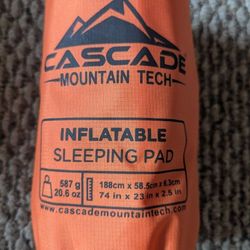 CASCADE
MOUNTAIN TECH
INFLATABLE
SLEEPING PAD
587 g
20.6 oz
188cm x 58.5cm x 6.3cm
74 in x 23 in x 2.5 in
www.cascademountaintech.com